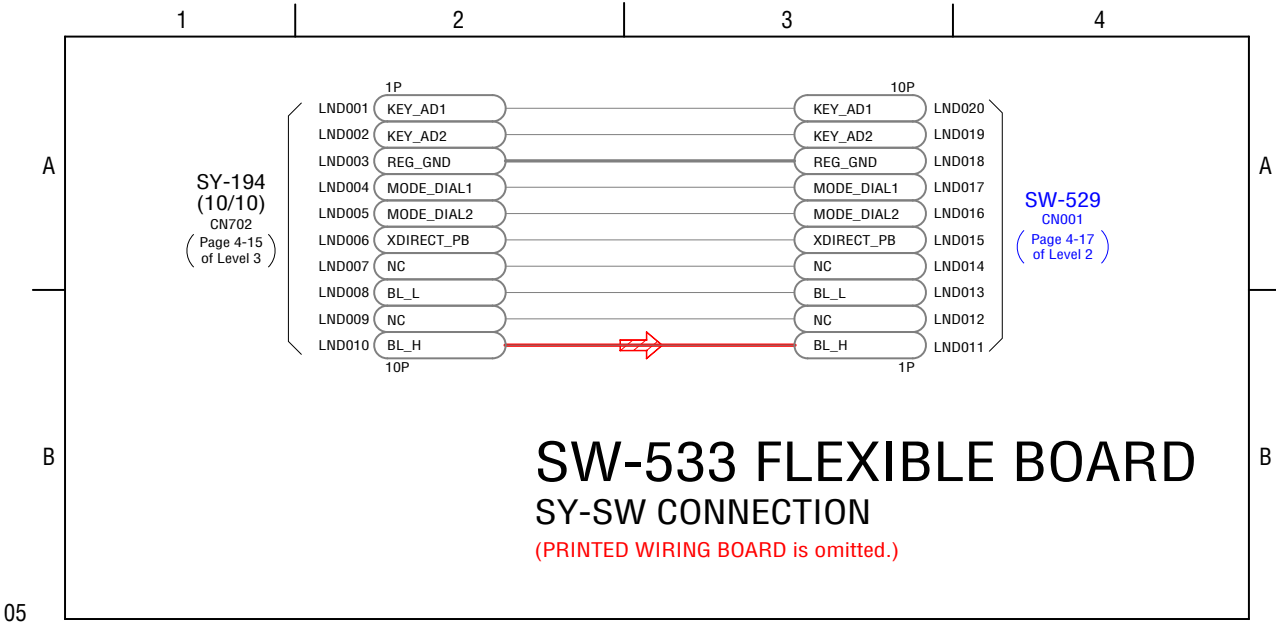 1 2 3 4
1P 10P
LND001 KEY_AD1 KEY_AD1 LND020
LND002 KEY_AD2 KEY_AD2 LND019
LND003 REG_GND REG_GND LND018
LND004 MODE_DIAL1 MODE_DIAL1 LND017
LND005 MODE_DIAL2 MODE_DIAL2 LND016
LND006 XDIRECT_PB XDIRECT_PB LND015
LND007 NC NC LND014
LND008 BL_L BL_L LND013
LND009 NC NC LND012
LND010 BL_H BL_H LND011
10P 1P
A A
SY-194
(10/10)
CN702
( Page 4-15
of Level 3 )
SW-529
CN001
( Page 4-17
of Level 2 )
B B
SW-533 FLEXIBLE BOARD
SY-SW CONNECTION
(PRINTED WIRING BOARD is omitted.)
05